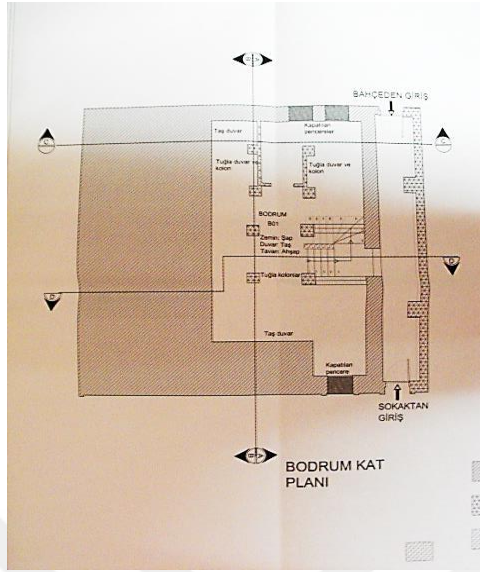 BAHÇEDEN GİRİŞ
Kapatılan
pencereler
Taş duvar
Tuğla duvar ve
kolon
Tuğla duvar ve
kolon
BODRUM
B01
Zemin: Şap
Duvar: Taş
Tavan: Ahşap
Tuğla kolonlar
Taş duvar
Kapatılan
pencere
SOKAKTAN
GİRİŞ
BODRUM KAT
PLANI